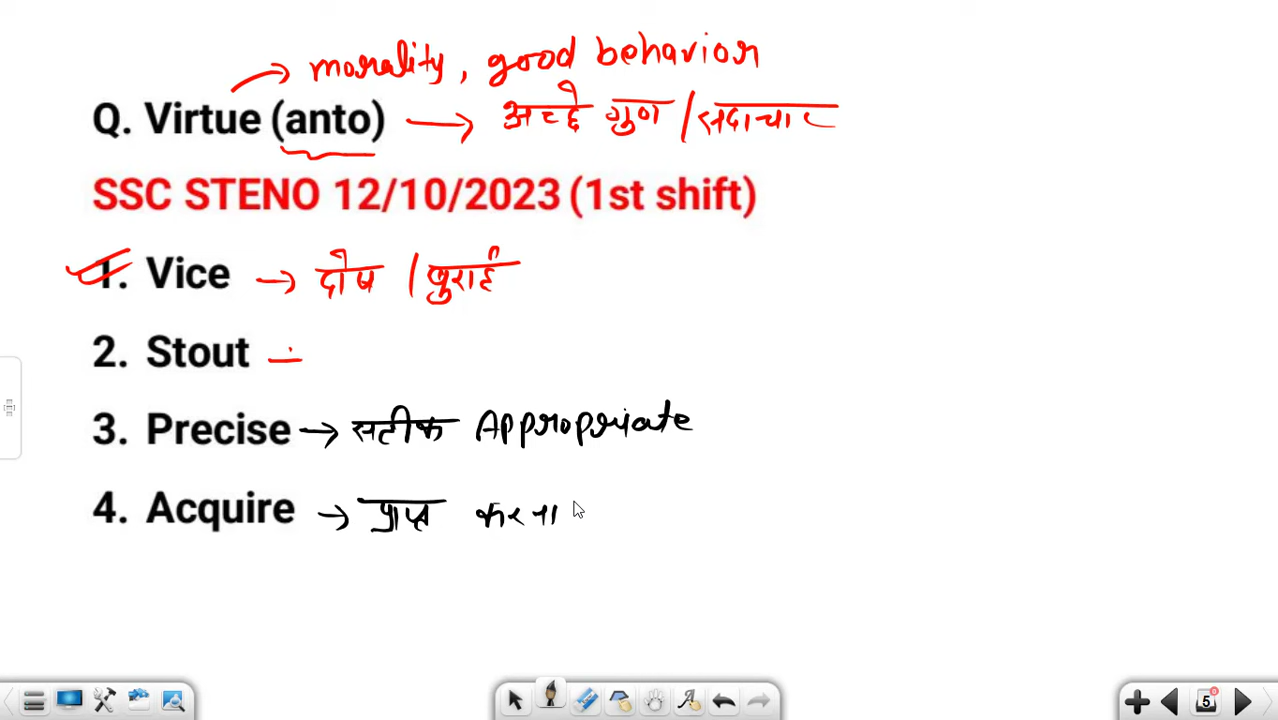 morality, good behavior
Q. Virtue (anto) → अच्छे गुण / सदाचार
SSC STENO 12/10/2023 (1st shift)
1. Vice → दोष / बुराई
2. Stout
3. Precise → सटीक Appropriate
4. Acquire → प्राप्त करना
5